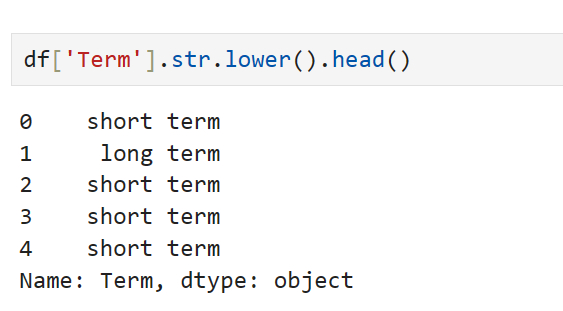 df['Term'].str.lower().head()
0    short term
1     long term
2    short term
3    short term
4    short term
Name: Term, dtype: object